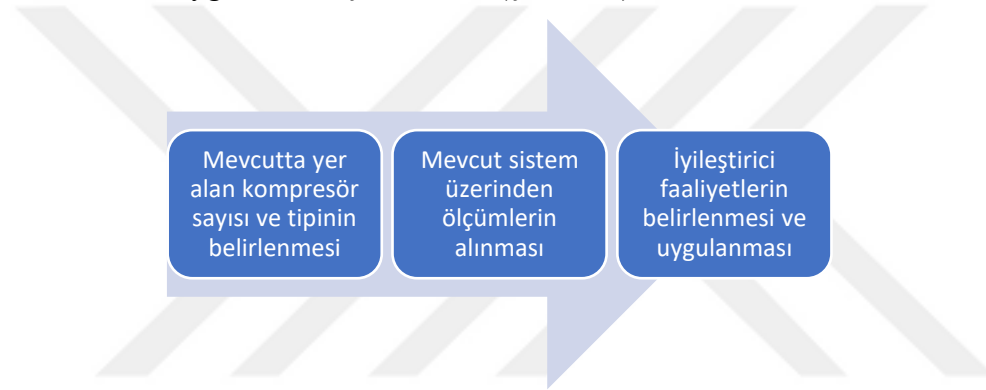 Mevcutta yer
alan kompresör
sayısı ve tipinin
belirlenmesi
Mevcut sistem
üzerinden
ölçümlerin
alınması
İyileştirici
faaliyetlerin
belirlenmesi ve
uygulanması